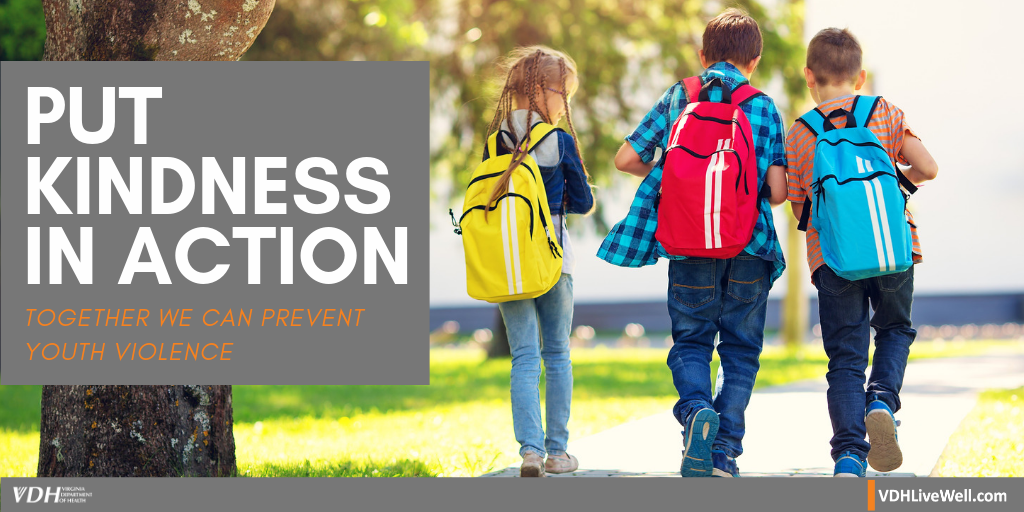 PUT
KINDNESS
IN ACTION
TOGETHER WE CAN PREVENT
YOUTH VIOLENCE
VDH VIRGINIA
DEPARTMENT
OF HEALTH
VDHLiveWell.com